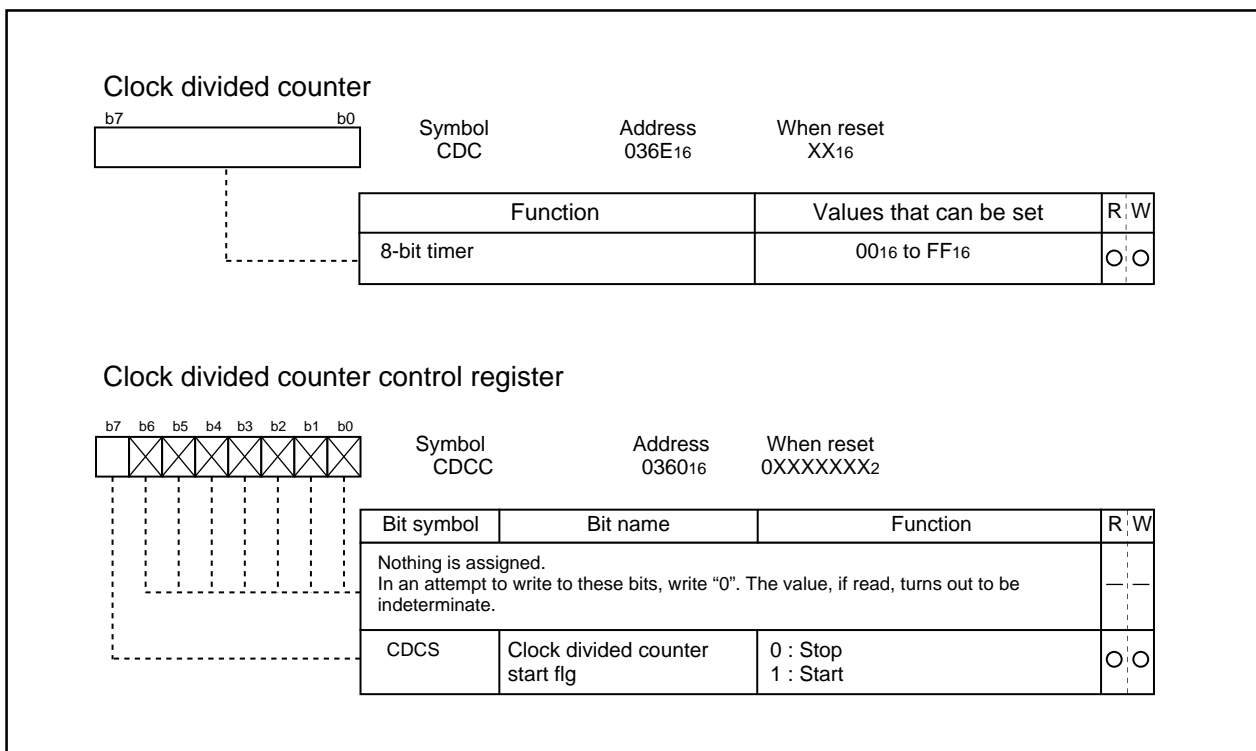 Clock divided counter
b7 b0
Symbol Address When reset
CDC 036E16 XX16
Function Values that can be set R W
8-bit timer 0016 to FF16 O O
Clock divided counter control register
b7 b6 b5 b4 b3 b2 b1 b0
Symbol Address When reset
CDCC 036016 0XXXXXXX2
Bit symbol Bit name Function R W
Nothing is assigned.
In an attempt to write to these bits, write “0”. The value, if read, turns out to be — —
indeterminate.
CDCS Clock divided counter 0 : Stop O O
start flg 1 : Start